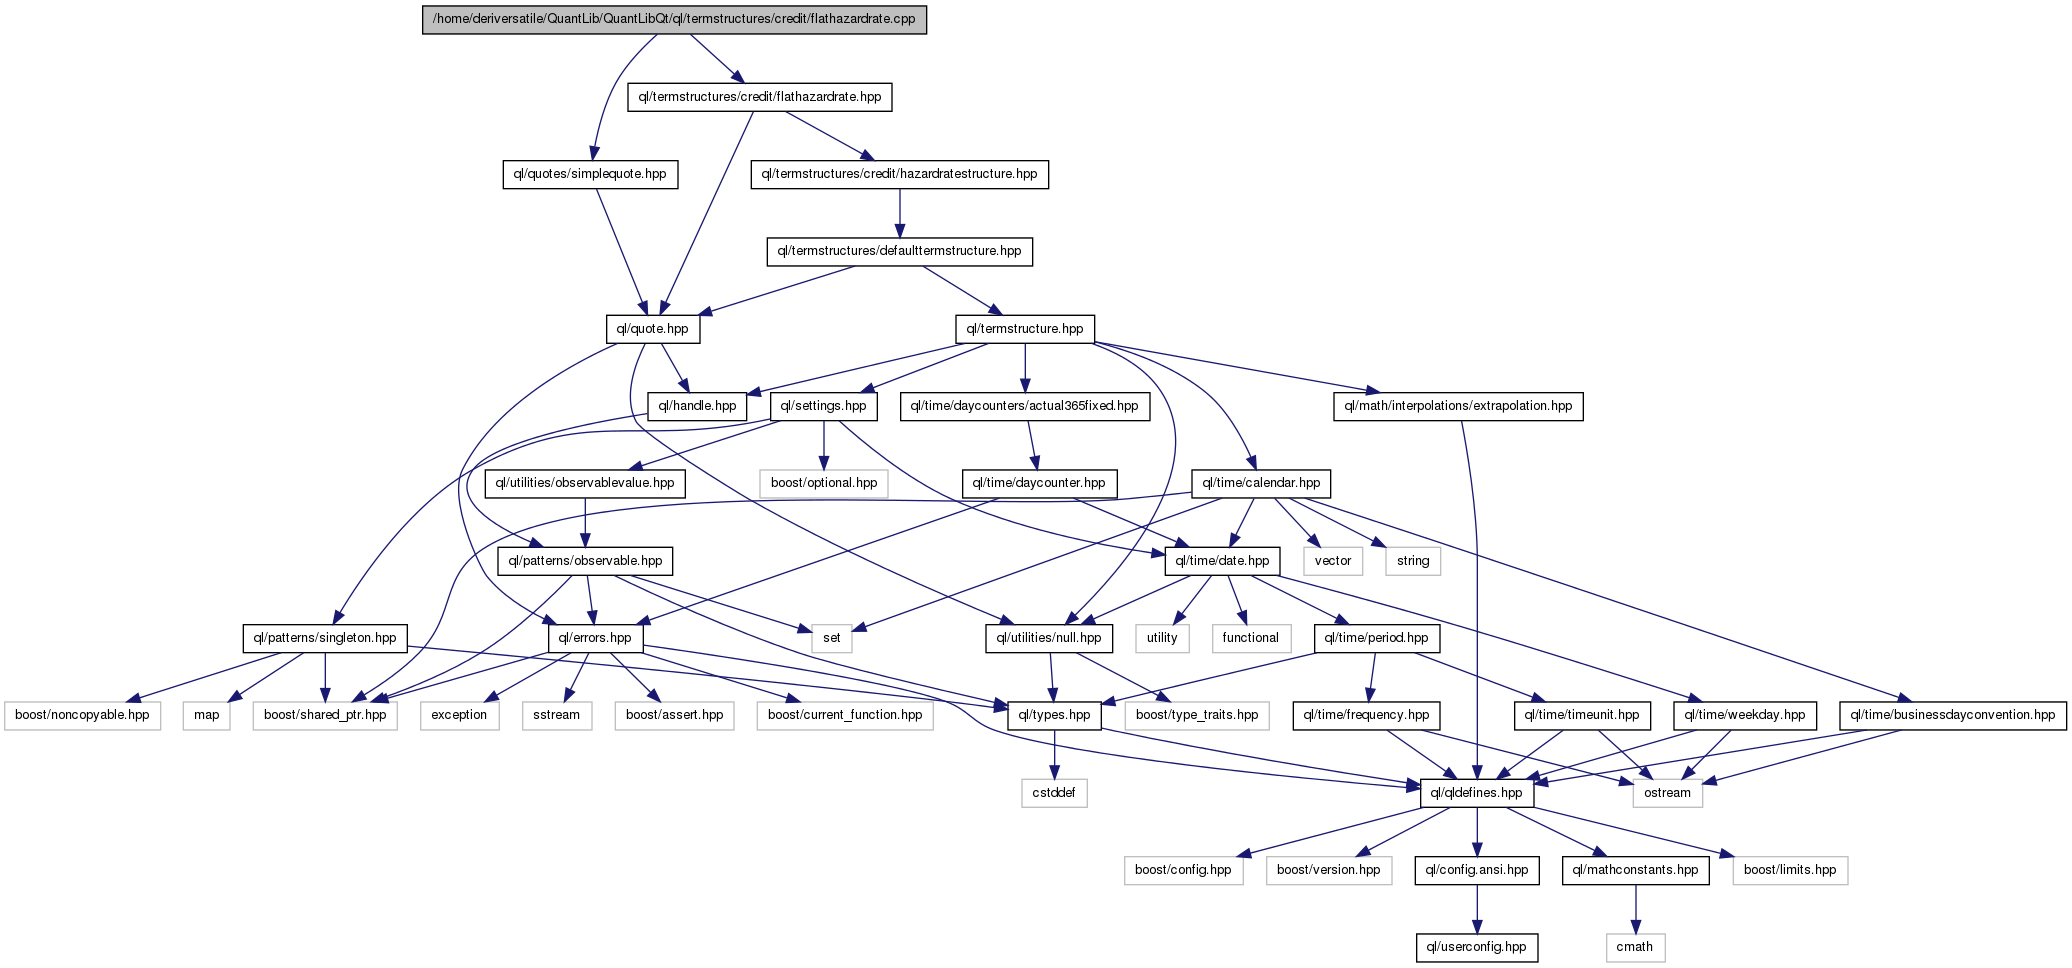 /home/deriversatile/QuantLib/QuantLibQt/ql/termstructures/credit/flathazardrate.cpp
ql/termstructures/credit/flathazardrate.hpp
ql/quotes/simplequote.hpp
ql/termstructures/credit/hazardratestructure.hpp
ql/termstructures/defaulttermstructure.hpp
ql/quote.hpp
ql/termstructure.hpp
ql/handle.hpp
ql/settings.hpp
ql/time/daycounters/actual365fixed.hpp
ql/math/interpolations/extrapolation.hpp
ql/utilities/observablevalue.hpp
boost/optional.hpp
ql/time/daycounter.hpp
ql/time/calendar.hpp
ql/patterns/observable.hpp
ql/time/date.hpp
vector
string
ql/patterns/singleton.hpp
ql/errors.hpp
set
ql/utilities/null.hpp
utility
functional
ql/time/period.hpp
boost/noncopyable.hpp
map
boost/shared_ptr.hpp
exception
sstream
boost/assert.hpp
boost/current_function.hpp
ql/types.hpp
boost/type_traits.hpp
ql/time/frequency.hpp
ql/time/timeunit.hpp
ql/time/weekday.hpp
ql/time/businessdayconvention.hpp
cstddef
ql/qldefines.hpp
ostream
boost/config.hpp
boost/version.hpp
ql/config.ansi.hpp
ql/mathconstants.hpp
boost/limits.hpp
ql/userconfig.hpp
cmath